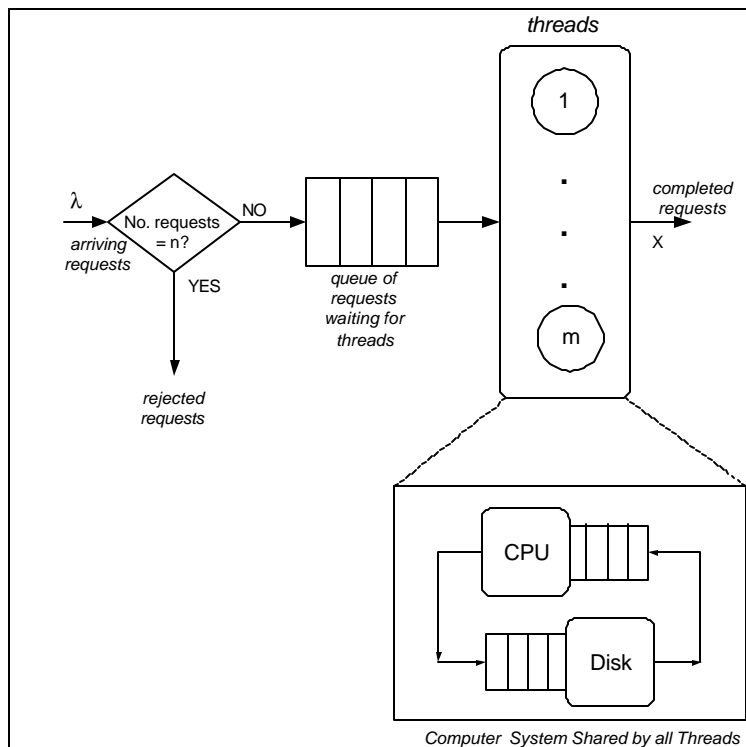 threads
1
λ
No. requests
= n?
NO
arriving
requests
YES
queue of
requests
waiting for
threads
completed
requests
X
m
rejected
requests
CPU
Disk
Computer System Shared by all Threads